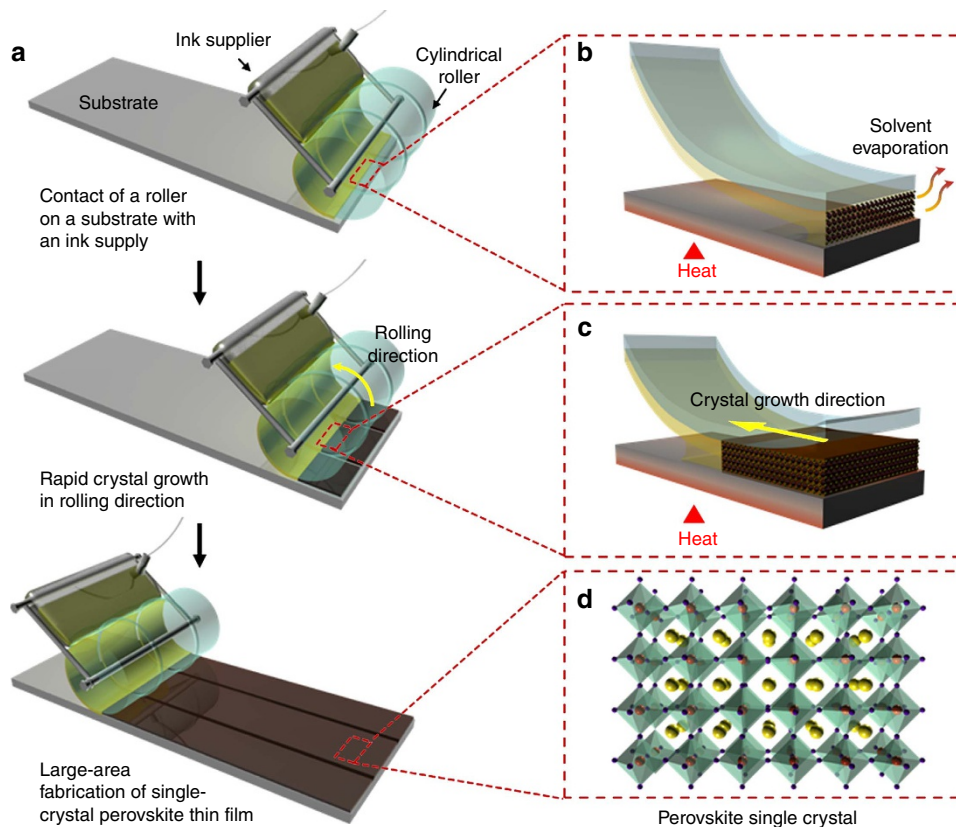 a
Ink supplier
Cylindrical
roller
Substrate
Contact of a roller
on a substrate with
an ink supply
Rolling
direction
Rapid crystal growth
in rolling direction
Large-area
fabrication of single-
crystal perovskite thin film
b
Solvent
evaporation
Heat
c
Crystal growth direction
Heat
d
Perovskite single crystal